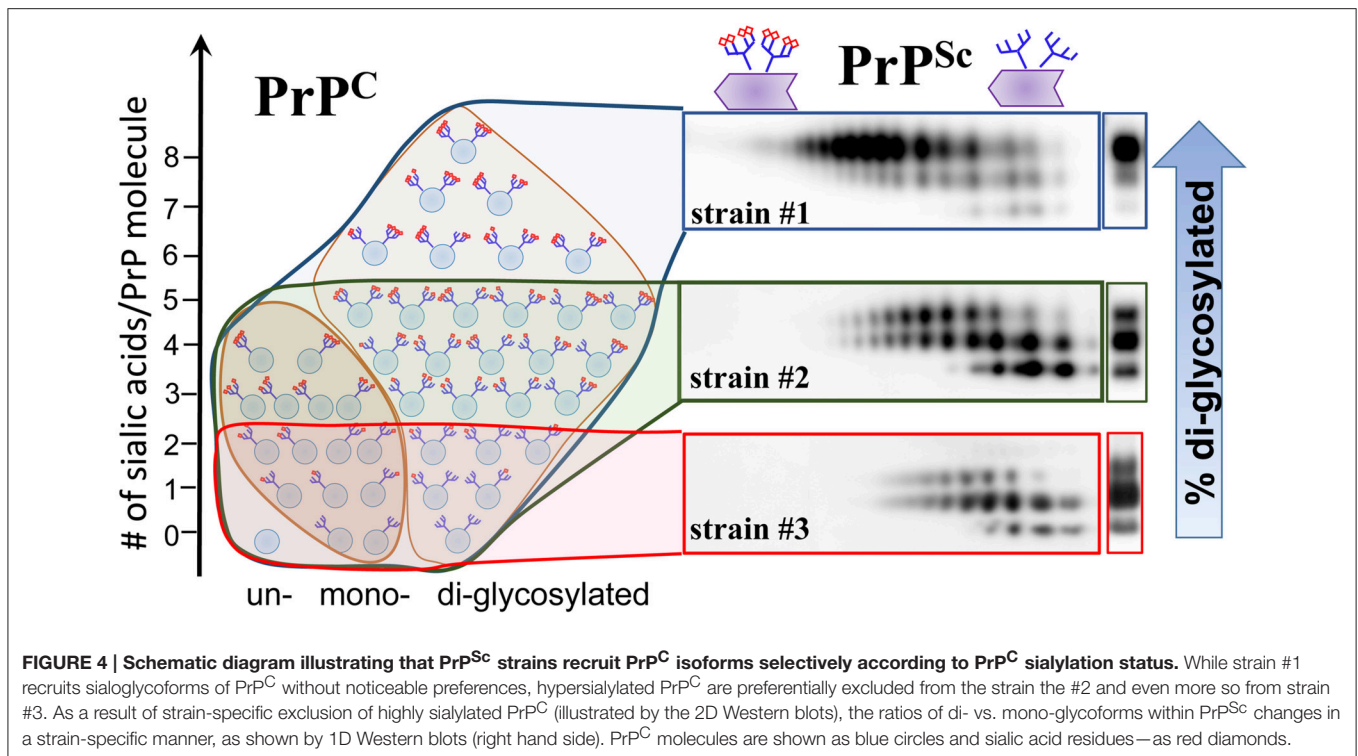 PrP^C
PrP^Sc
# of sialic acids/PrP molecule
8
7
6
5
4
3
2
1
0
un- mono- di-glycosylated
strain #1
strain #2
strain #3
% di-glycosylated
FIGURE 4 | Schematic diagram illustrating that PrP^Sc strains recruit PrP^C isoforms selectively according to PrP^C sialylation status. While strain #1
recruits sialoglycoforms of PrP^C without noticeable preferences, hypersialylated PrP^C are preferentially excluded from the strain the #2 and even more so from strain
#3. As a result of strain-specific exclusion of highly sialylated PrP^C (illustrated by the 2D Western blots), the ratios of di- vs. mono-glycoforms within PrP^Sc changes in
a strain-specific manner, as shown by 1D Western blots (right hand side). PrP^C molecules are shown as blue circles and sialic acid residues—as red diamonds.